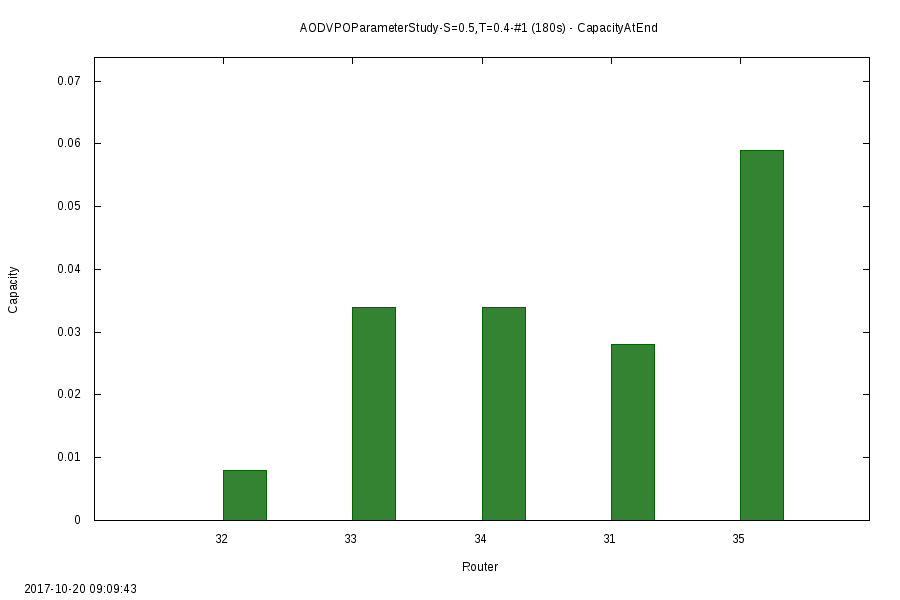 AODVPOParameterStudy-S=0.5,T=0.4-#1 (180s) - CapacityAtEnd
0.07
0.06
0.05
0.04
0.03
0.02
0.01
0
Capacity
32 33 34 31 35
Router
2017-10-20 09:09:43